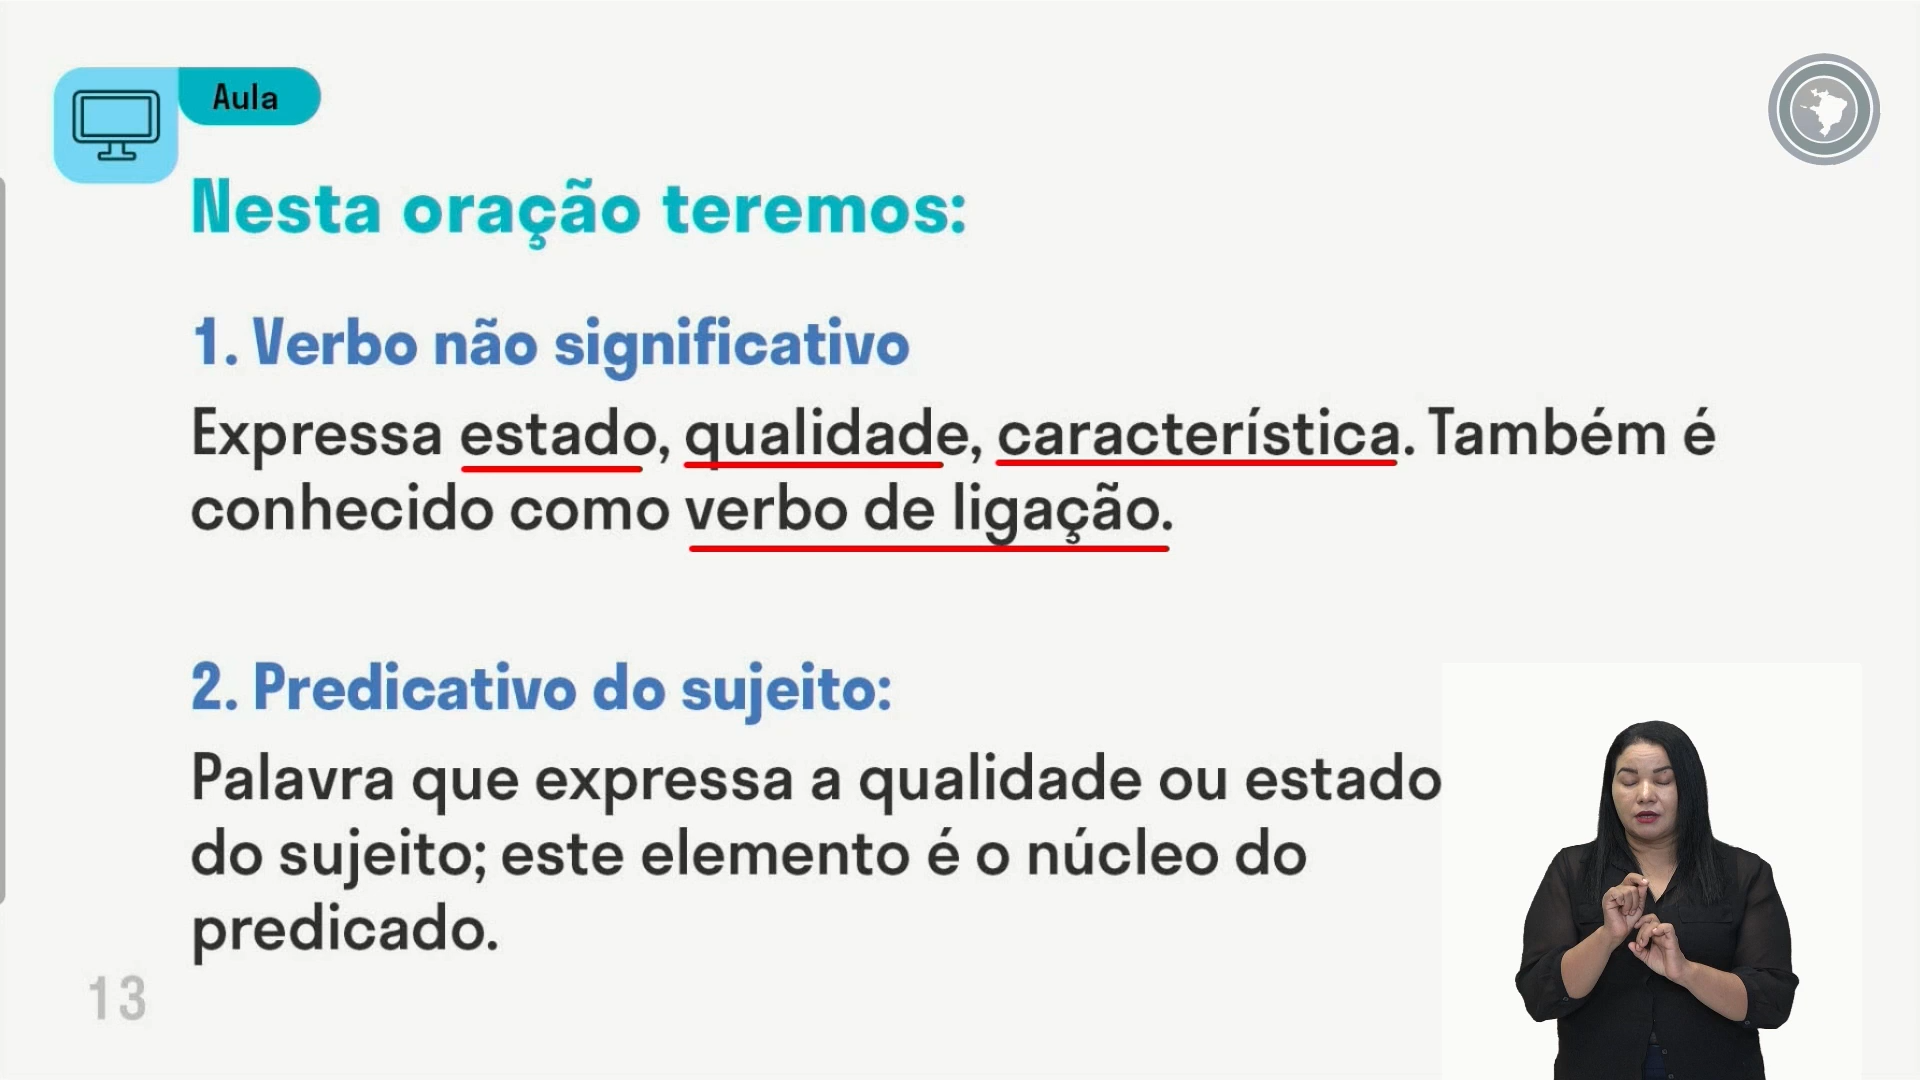 Aula
Nesta oração teremos:
1. Verbo não significativo
Expressa estado, qualidade, característica. Também é
conhecido como verbo de ligação.
2. Predicativo do sujeito:
Palavra que expressa a qualidade ou estado
do sujeito; este elemento é o núcleo do
predicado.
13